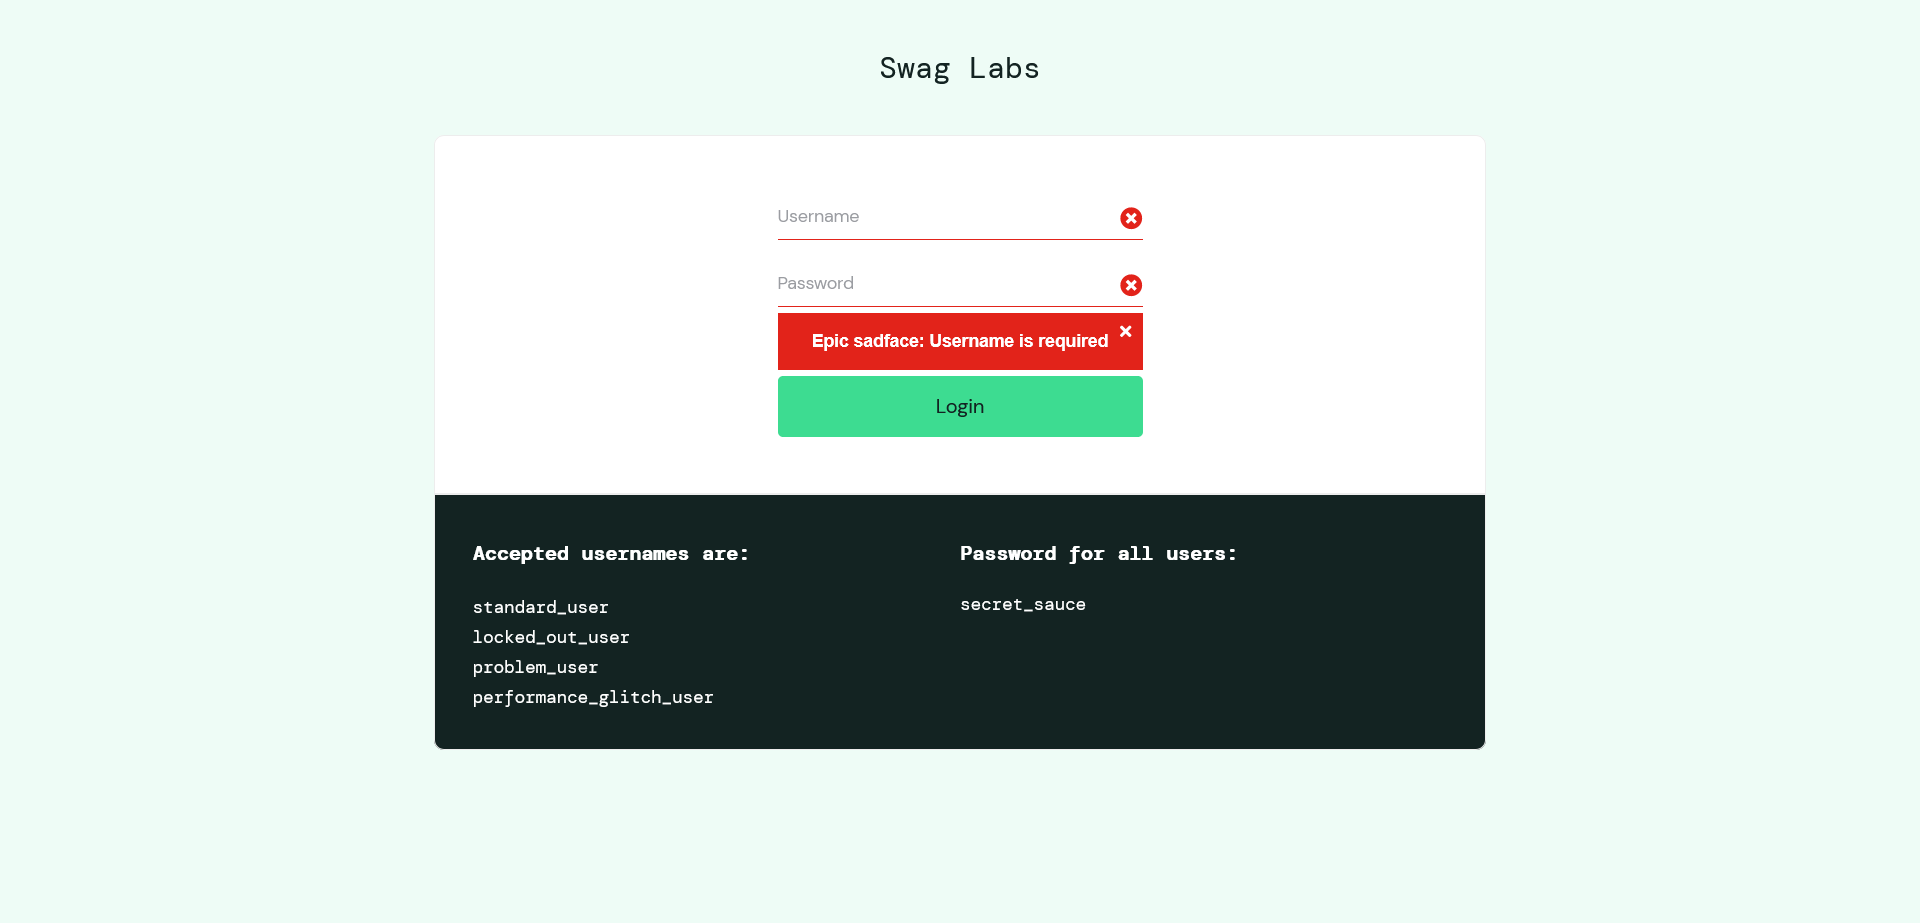 Swag Labs
Username
Password
Epic sadface: Username is required
Login
Accepted usernames are:
standard_user
locked_out_user
problem_user
performance_glitch_user
Password for all users:
secret_sauce